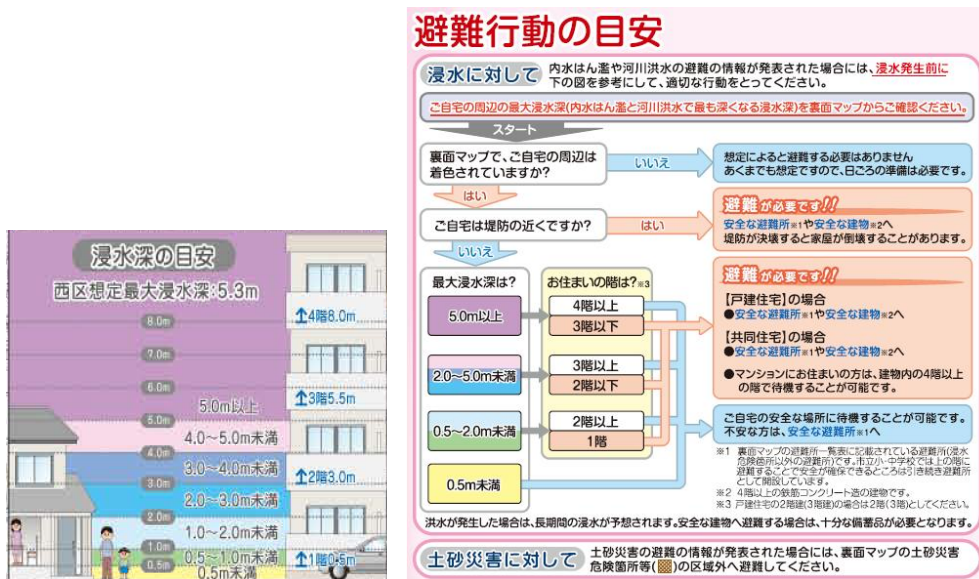 浸水深の目安
西区想定最大浸水深:5.3m
8.0m
↑4階8.0m
7.0m
6.0m
↑3階5.5m
5.0m以上
5.0m
4.0〜5.0m未満
4.0m
3.0〜4.0m未満
3.0m
↑2階3.0m
2.0〜3.0m未満
2.0m
1.0〜2.0m未満
1.0m
0.5〜1.0m未満
↑1階0.5m
0.5m
0.5m未満
避難行動の目安
浸水に対して
内水はん濫や河川洪水の避難の情報が発表された場合には、浸水発生前に
下の図を参考にして、適切な行動をとってください。
ご自宅の周辺の最大浸水深(内水はん濫と河川洪水で最も深くなる浸水深)を裏面マップからご確認ください。
スタート
裏面マップで、ご自宅の周辺は
着色されていますか?
いいえ
想定によると避難する必要はありません
あくまでも想定ですので、日ごろの準備は必要です。
はい
ご自宅は堤防の近くですか?
はい
避難が必要です!!
安全な避難所※1や安全な建物※2へ
堤防が決壊すると家屋が倒壊することがあります。
いいえ
最大浸水深は?
お住まいの階は?※3
5.0m以上
4階以上
3階以下
2.0〜5.0m未満
3階以上
2階以下
0.5〜2.0m未満
2階以上
1階
0.5m未満
避難が必要です!!
【戸建住宅】の場合
●安全な避難所※1や安全な建物※2へ
【共同住宅】の場合
●安全な避難所※1や安全な建物※2へ
●マンションにお住まいの方は、建物内の4階以上
の階で待機することが可能です。
ご自宅の安全な場所に待機することが可能です。
不安な方は、安全な避難所※1へ
※1 裏面マップの避難所一覧表に記載されている避難所(浸水
危険箇所以外の避難所)です。市立小・中学校では上の階に
避難することで安全が確保できるところは引き続き避難所
として開設しています。
※2 4階以上の鉄筋コンクリート造の建物です。
※3 戸建住宅の2階建(3階建)の場合は2階(3階)としてください。
洪水が発生した場合は、長期間の浸水が予想されます。安全な建物へ避難する場合は、十分な備蓄品が必要となります。
土砂災害に対して
土砂災害の避難の情報が発表された場合には、裏面マップの土砂災害
危険箇所等( )の区域外へ避難してください。